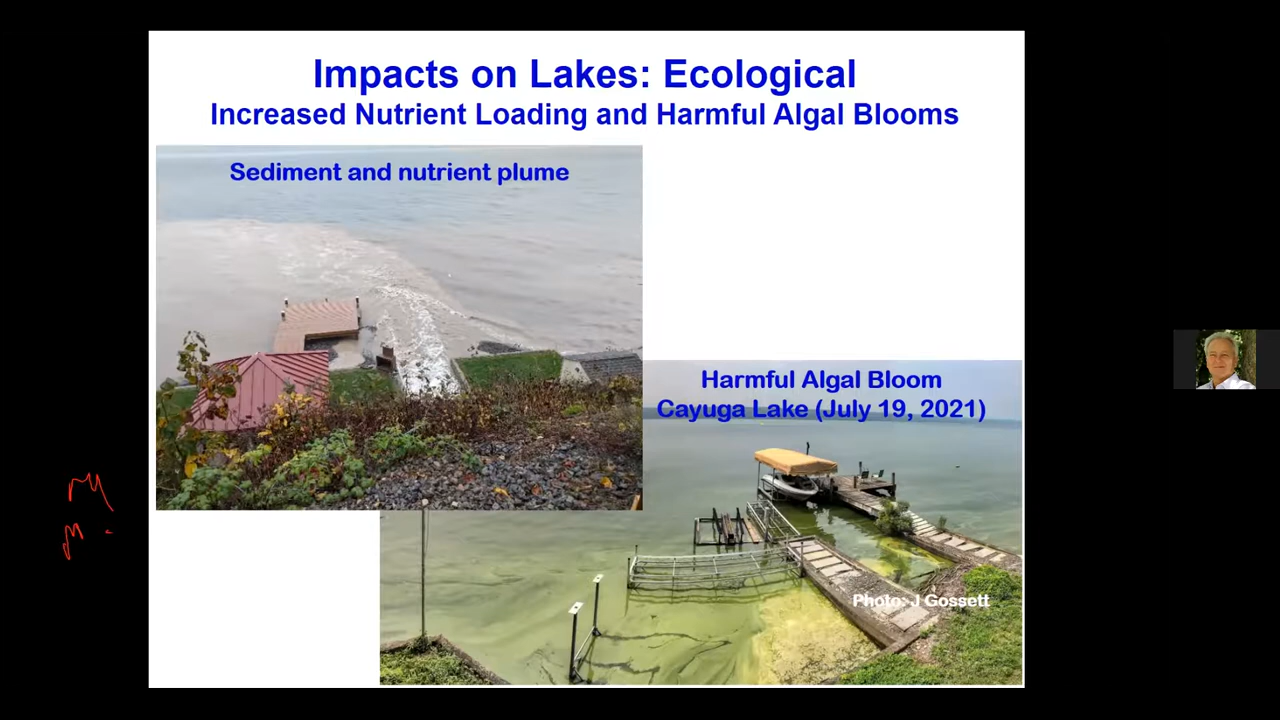 Impacts on Lakes: Ecological
Increased Nutrient Loading and Harmful Algal Blooms
Sediment and nutrient plume
Harmful Algal Bloom
Cayuga Lake (July 19, 2021)
Photo: J Gossett